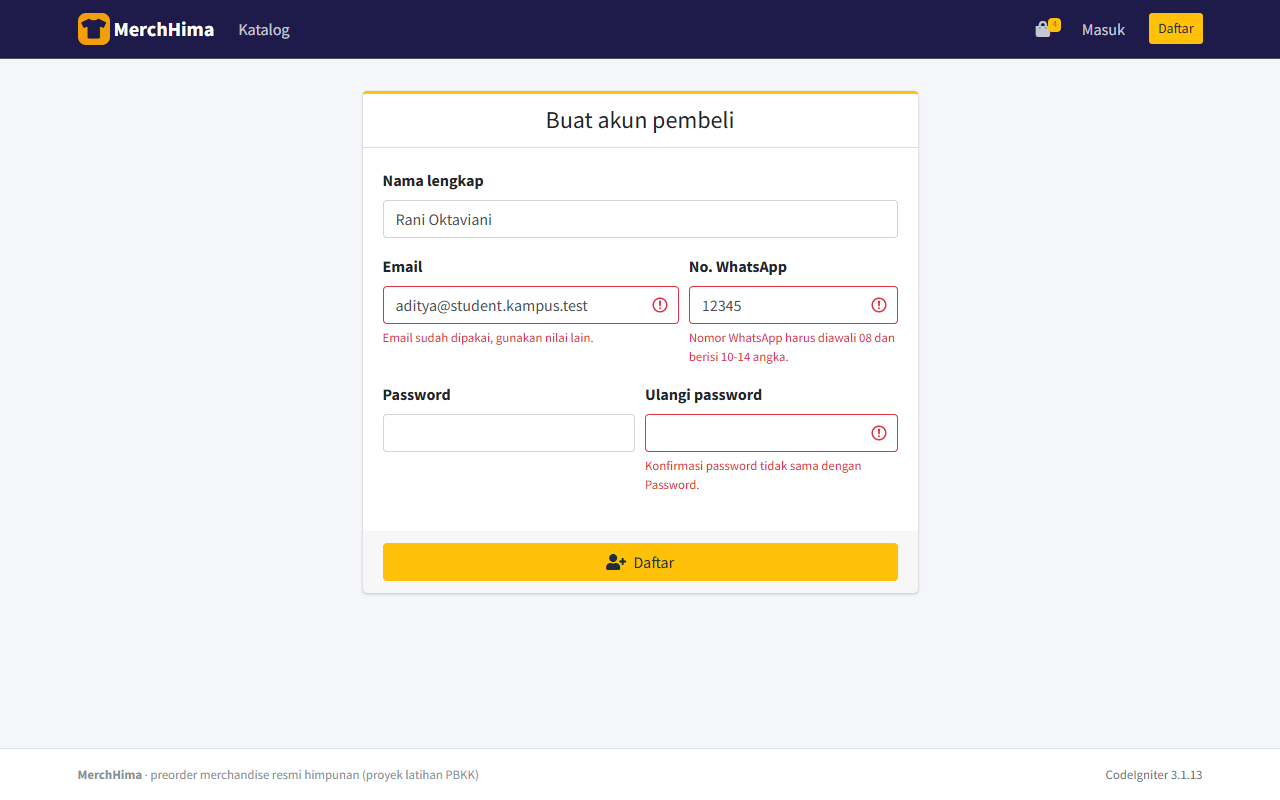 MerchHima Katalog 4 Masuk Daftar
Buat akun pembeli
Nama lengkap
Rani Oktaviani
Email No. WhatsApp
aditya@student.kampus.test 12345
Email sudah dipakai, gunakan nilai lain. Nomor WhatsApp harus diawali 08 dan
berisi 10-14 angka.
Password Ulangi password
Konfirmasi password tidak sama dengan
Password.
Daftar
MerchHima · preorder merchandise resmi himpunan (proyek latihan PBKK) CodeIgniter 3.1.13